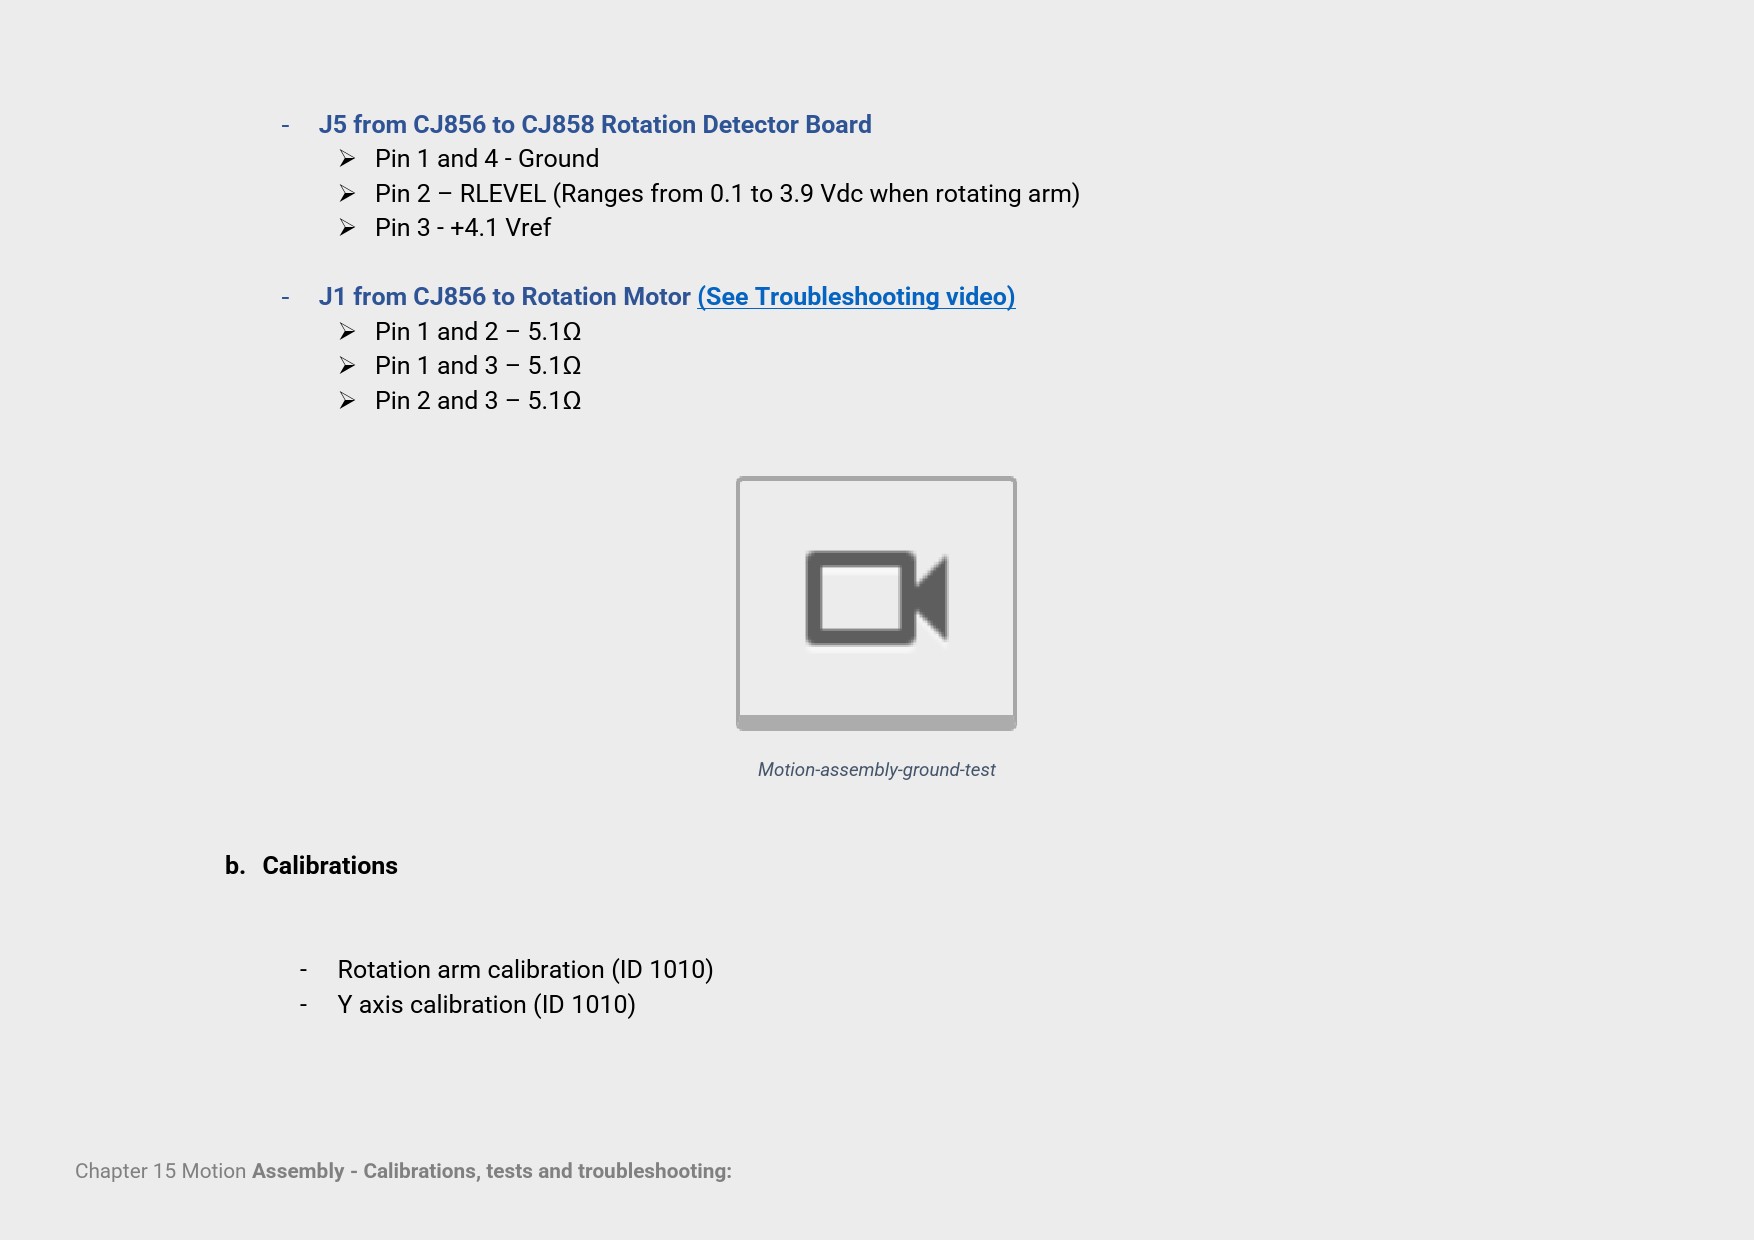 - J5 from CJ856 to CJ858 Rotation Detector Board
➢ Pin 1 and 4 - Ground
➢ Pin 2 – RLEVEL (Ranges from 0.1 to 3.9 Vdc when rotating arm)
➢ Pin 3 - +4.1 Vref
- J1 from CJ856 to Rotation Motor (See Troubleshooting video)
➢ Pin 1 and 2 – 5.1Ω
➢ Pin 1 and 3 – 5.1Ω
➢ Pin 2 and 3 – 5.1Ω
Motion-assembly-ground-test
b. Calibrations
- Rotation arm calibration (ID 1010)
- Y axis calibration (ID 1010)
Chapter 15 Motion Assembly - Calibrations, tests and troubleshooting: